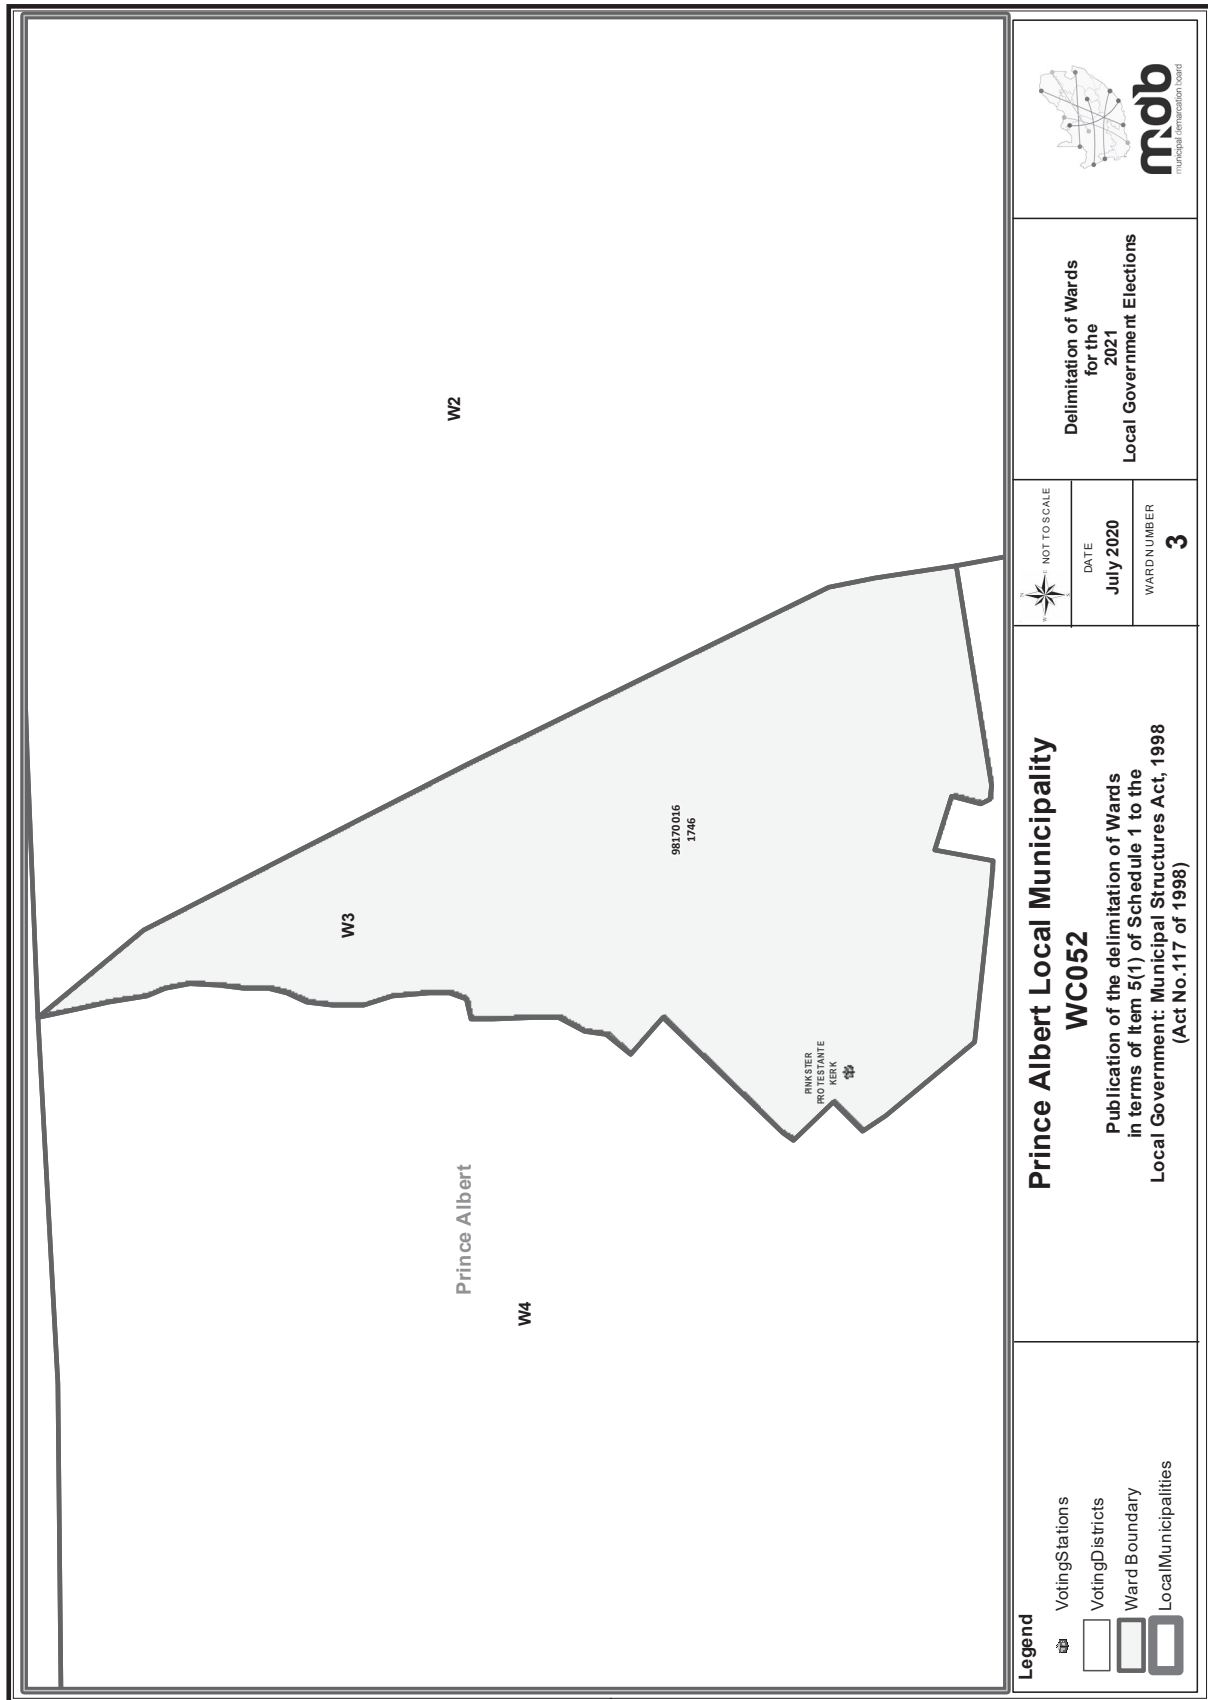 W2
W3
98170016
1746
PINKSTER
PROTESTANTE
KERK
Prince Albert
W4
Legend
VotingStations
VotingDistricts
Ward Boundary
LocalMunicipalities
Prince Albert Local Municipality
WC052
Publication of the delimitation of Wards
in terms of Item 5(1) of Schedule 1 to the
Local Government: Municipal Structures Act, 1998
(Act No.117 of 1998)
N
W
E
S
NOT TO SCALE
DATE
July 2020
WARD NUMBER
3
Delimitation of Wards
for the
2021
Local Government Elections
mdb
municipal demarcation board